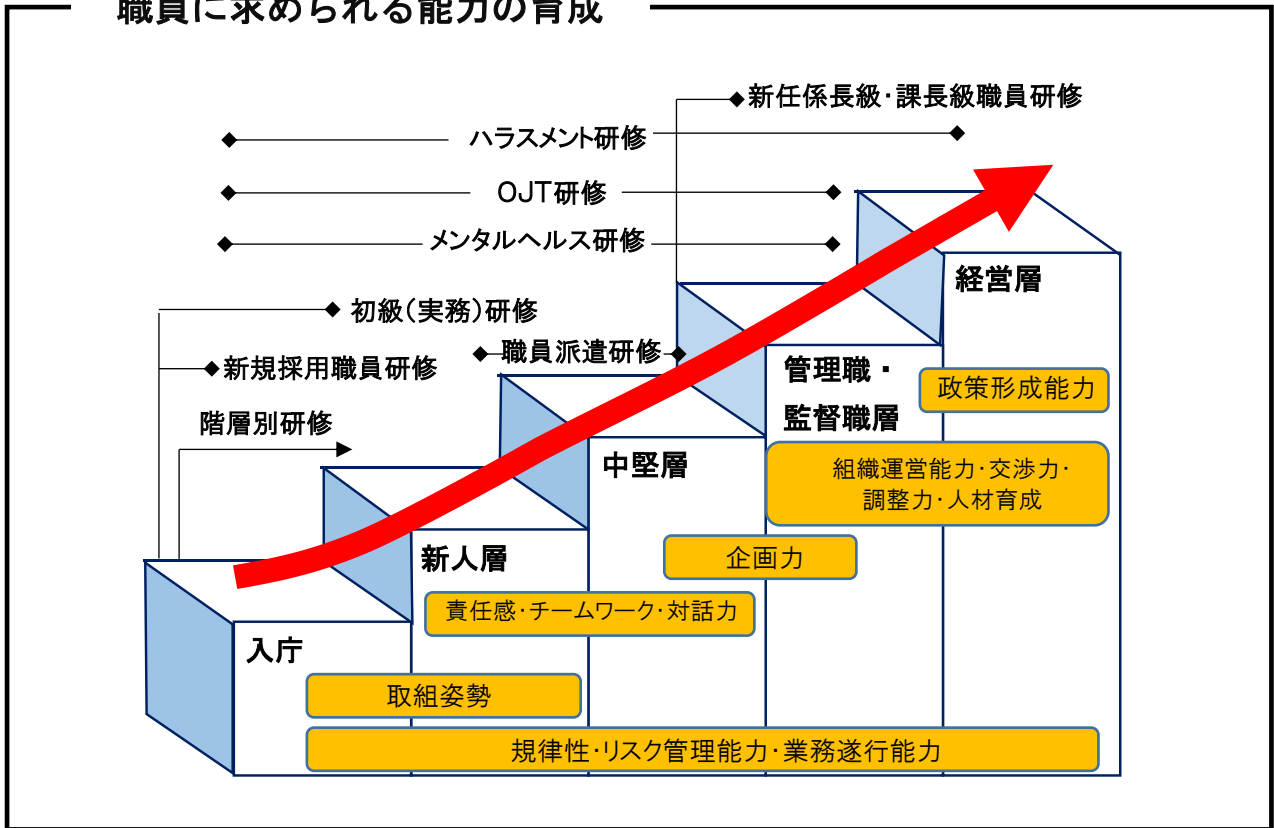 職員に求められる能力の育成
新任係長級・課長級職員研修
ハラスメント研修
OJT研修
メンタルヘルス研修
初級(実務)研修
職員派遣研修
新規採用職員研修
階層別研修
経営層
管理職・
監督職層
政策形成能力
中堅層
組織運営能力・交渉力・
調整力・人材育成
新人層
企画力
責任感・チームワーク・対話力
入庁
取組姿勢
規律性・リスク管理能力・業務遂行能力